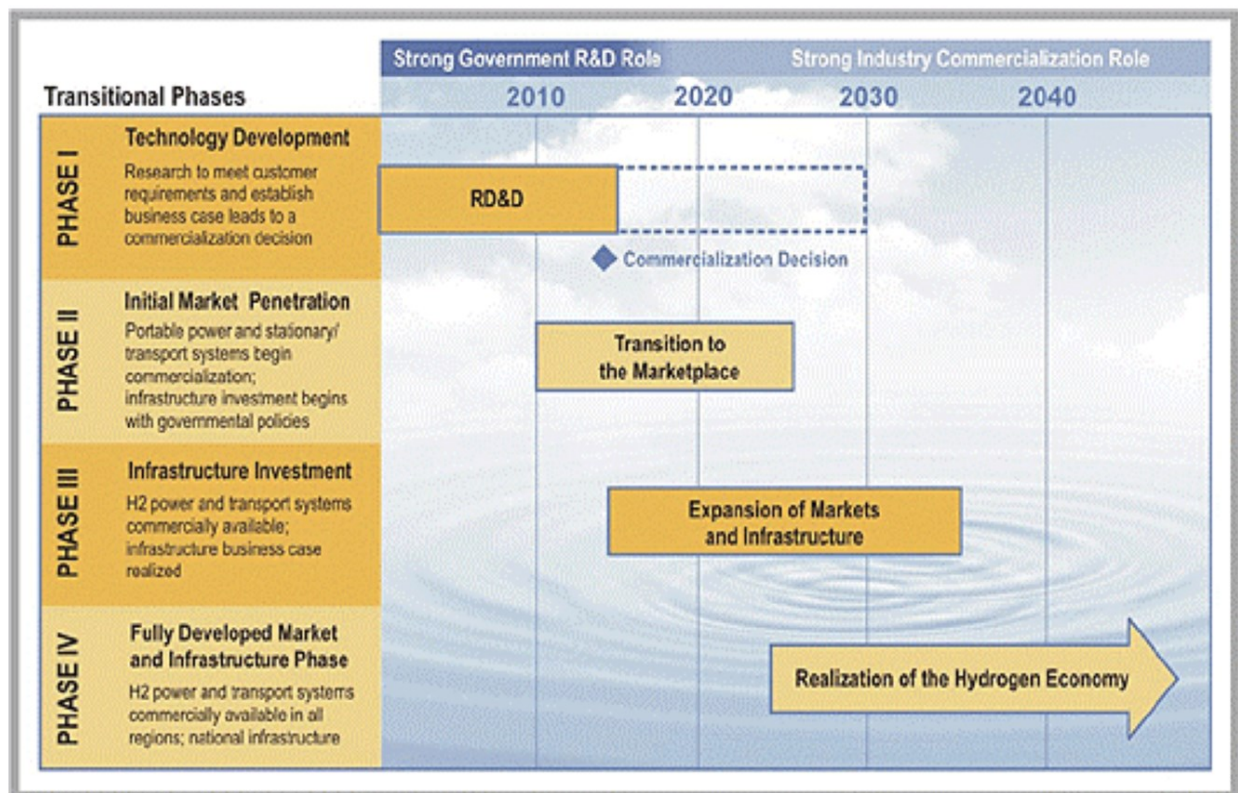 Strong Government R&D Role
Strong Industry Commercialization Role
Transitional Phases
2010
2020
2030
2040
PHASE I
Technology Development
Research to meet customer
requirements and establish
business case leads to a
commercialization decision
RD&D
Commercialization Decision
PHASE II
Initial Market Penetration
Portable power and stationary/
transport systems begin
commercialization;
infrastructure investment begins
with governmental policies
Transition to
the Marketplace
PHASE III
Infrastructure Investment
H2 power and transport systems
commercially available;
infrastructure business case
realized
Expansion of Markets
and Infrastructure
PHASE IV
Fully Developed Market
and Infrastructure Phase
H2 power and transport systems
commercially available in all
regions; national infrastructure
Realization of the Hydrogen Economy